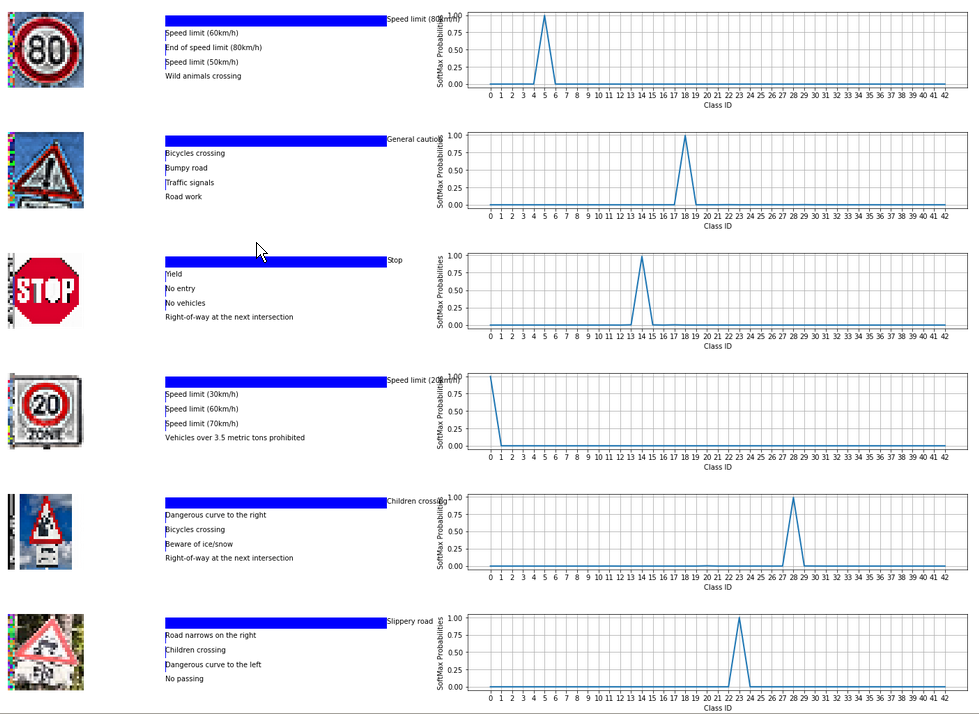 80
Speed limit (80km/h)
Speed limit (60km/h)
End of speed limit (80km/h)
Speed limit (50km/h)
Wild animals crossing
SoftMax Probabilities
1.00
0.75
0.50
0.25
0.00
0 1 2 3 4 5 6 7 8 9 10 11 12 13 14 15 16 17 18 19 20 21 22 23 24 25 26 27 28 29 30 31 32 33 34 35 36 37 38 39 40 41 42
Class ID
General caution
Bicycles crossing
Bumpy road
Traffic signals
Road work
SoftMax Probabilities
1.00
0.75
0.50
0.25
0.00
0 1 2 3 4 5 6 7 8 9 10 11 12 13 14 15 16 17 18 19 20 21 22 23 24 25 26 27 28 29 30 31 32 33 34 35 36 37 38 39 40 41 42
Class ID
STOP
Stop
Yield
No entry
No vehicles
Right-of-way at the next intersection
SoftMax Probabilities
1.00
0.75
0.50
0.25
0.00
0 1 2 3 4 5 6 7 8 9 10 11 12 13 14 15 16 17 18 19 20 21 22 23 24 25 26 27 28 29 30 31 32 33 34 35 36 37 38 39 40 41 42
Class ID
20
ZONE
Speed limit (20km/h)
Speed limit (30km/h)
Speed limit (60km/h)
Speed limit (70km/h)
Vehicles over 3.5 metric tons prohibited
SoftMax Probabilities
1.00
0.75
0.50
0.25
0.00
0 1 2 3 4 5 6 7 8 9 10 11 12 13 14 15 16 17 18 19 20 21 22 23 24 25 26 27 28 29 30 31 32 33 34 35 36 37 38 39 40 41 42
Class ID
Children crossing
Dangerous curve to the right
Bicycles crossing
Beware of ice/snow
Right-of-way at the next intersection
SoftMax Probabilities
1.00
0.75
0.50
0.25
0.00
0 1 2 3 4 5 6 7 8 9 10 11 12 13 14 15 16 17 18 19 20 21 22 23 24 25 26 27 28 29 30 31 32 33 34 35 36 37 38 39 40 41 42
Class ID
Slippery road
Road narrows on the right
Children crossing
Dangerous curve to the left
No passing
SoftMax Probabilities
1.00
0.75
0.50
0.25
0.00
0 1 2 3 4 5 6 7 8 9 10 11 12 13 14 15 16 17 18 19 20 21 22 23 24 25 26 27 28 29 30 31 32 33 34 35 36 37 38 39 40 41 42
Class ID